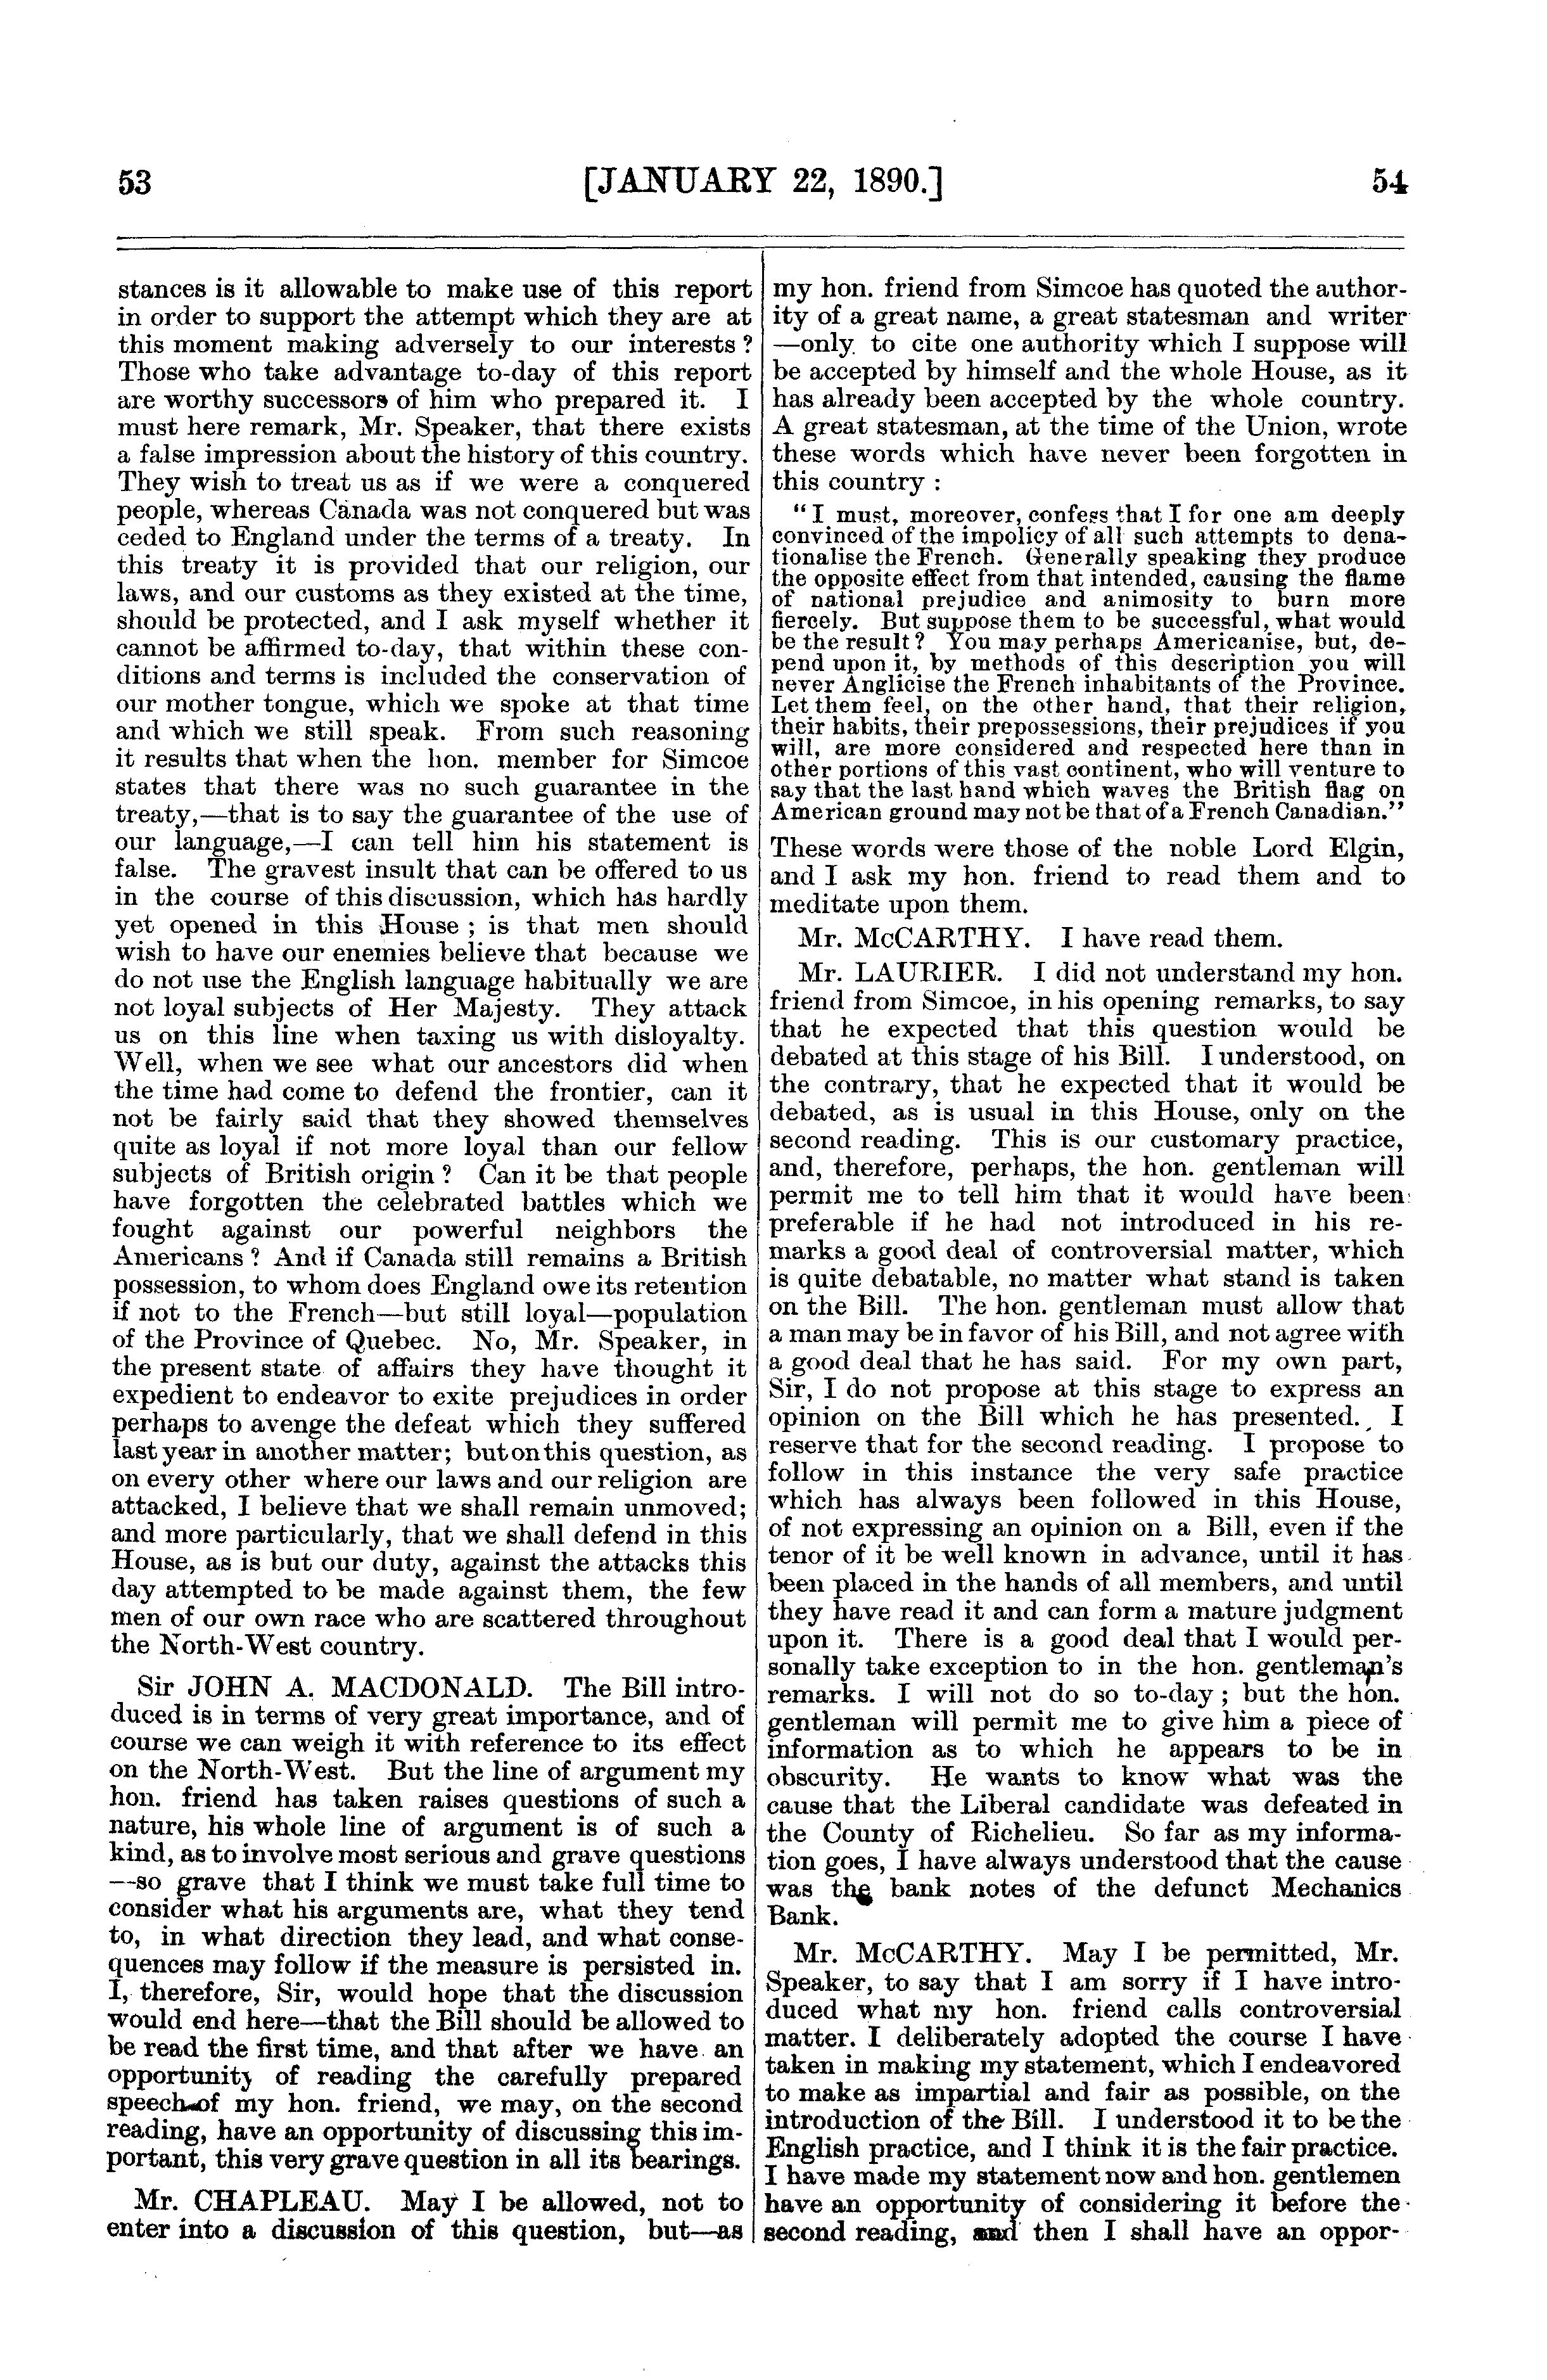 53
[JANUARY 22, 1890.]
54
stances is it allowable to make use of this report
in order to support the attempt which they are at
this moment making adversely to our interests ?
Those who take advantage to-day of this report
are worthy successors of him who prepared it. I
must here remark, Mr. Speaker, that there exists
a false impression about the history of this country.
They wish to treat us as if we were a conquered
people, whereas Canada was not conquered but was
ceded to England under the terms of a treaty. In
this treaty it is provided that our religion, our
laws, and our customs as they existed at the time,
should be protected, and I ask myself whether it
cannot be affirmed to-day, that within these con-
ditions and terms is included the conservation of
our mother tongue, which we spoke at that time
and which we still speak. From such reasoning
it results that when the hon. member for Simcoe
states that there was no such guarantee in the
treaty,—that is to say the guarantee of the use of
our language,—I can tell him his statement is
false. The gravest insult that can be offered to us
in the course of this discussion, which has hardly
yet opened in this House ; is that men should
wish to have our enemies believe that because we
do not use the English language habitually we are
not loyal subjects of Her Majesty. They attack
us on this line when taxing us with disloyalty.
Well, when we see what our ancestors did when
the time had come to defend the frontier, can it
not be fairly said that they showed themselves
quite as loyal if not more loyal than our fellow
subjects of British origin ? Can it be that people
have forgotten the celebrated battles which we
fought against our powerful neighbors the
Americans ? And if Canada still remains a British
possession, to whom does England owe its retention
if not to the French—but still loyal—population
of the Province of Quebec. No, Mr. Speaker, in
the present state of affairs they have thought it
expedient to endeavor to exite prejudices in order
perhaps to avenge the defeat which they suffered
last year in another matter; but on this question, as
on every other where our laws and our religion are
attacked, I believe that we shall remain unmoved;
and more particularly, that we shall defend in this
House, as is but our duty, against the attacks this
day attempted to be made against them, the few
men of our own race who are scattered throughout
the North-West country.
Sir JOHN A. MACDONALD. The Bill intro-
duced is in terms of very great importance, and of
course we can weigh it with reference to its effect
on the North-West. But the line of argument my
hon. friend has taken raises questions of such a
nature, his whole line of argument is of such a
kind, as to involve most serious and grave questions
—so grave that I think we must take full time to
consider what his arguments are, what they tend
to, in what direction they lead, and what conse-
quences may follow if the measure is persisted in.
I, therefore, Sir, would hope that the discussion
would end here—that the Bill should be allowed to
be read the first time, and that after we have an
opportunity of reading the carefully prepared
speech of my hon. friend, we may, on the second
reading, have an opportunity of discussing this im-
portant, this very grave question in all its bearings.
Mr. CHAPLEAU. May I be allowed, not to
enter into a discussion of this question, but—as
my hon. friend from Simcoe has quoted the author-
ity of a great name, a great statesman and writer
—only to cite one authority which I suppose will
be accepted by himself and the whole House, as it
has already been accepted by the whole country.
A great statesman, at the time of the Union, wrote
these words which have never been forgotten in
this country :
"I must, moreover, confess that I for one am deeply
convinced of the impolicy of all such attempts to dena-
tionalise the French. Generally speaking they produce
the opposite effect from that intended, causing the flame
of national prejudice and animosity to burn more
fiercely. But suppose them to be successful, what would
be the result ? You may perhaps Americanise, but, de-
pend upon it, by methods of this description you will
never Anglicise the French inhabitants of the Province.
Let them feel, on the other hand, that their religion,
their habits, their prepossessions, their prejudices if you
will, are more considered and respected here than in
other portions of this vast continent, who will venture to
say that the last hand which waves the British flag on
American ground may not be that of a French Canadian."
These words were those of the noble Lord Elgin,
and I ask my hon. friend to read them and to
meditate upon them.
Mr. McCARTHY. I have read them.
Mr. LAURIER. I did not understand my hon.
friend from Simcoe, in his opening remarks, to say
that he expected that this question would be
debated at this stage of his Bill. I understood, on
the contrary, that he expected that it would be
debated, as is usual in this House, only on the
second reading. This is our customary practice,
and, therefore, perhaps, the hon. gentleman will
permit me to tell him that it would have been
preferable if he had not introduced in his re-
marks a good deal of controversial matter, which
is quite debatable, no matter what stand is taken
on the Bill. The hon. gentleman must allow that
a man may be in favor of his Bill, and not agree with
a good deal that he has said. For my own part,
Sir, I do not propose at this stage to express an
opinion on the Bill which he has presented. I
reserve that for the second reading. I propose to
follow in this instance the very safe practice
which has always been followed in this House,
of not expressing an opinion on a Bill, even if the
tenor of it be well known in advance, until it has
been placed in the hands of all members, and until
they have read it and can form a mature judgment
upon it. There is a good deal that I would per-
sonally take exception to in the hon. gentleman's
remarks. I will not do so to-day ; but the hon.
gentleman will permit me to give him a piece of
information as to which he appears to be in
obscurity. He wants to know what was the
cause that the Liberal candidate was defeated in
the County of Richelieu. So far as my informa-
tion goes, I have always understood that the cause
was the bank notes of the defunct Mechanics
Bank.
Mr. McCARTHY. May I be permitted, Mr.
Speaker, to say that I am sorry if I have intro-
duced what my hon. friend calls controversial
matter. I deliberately adopted the course I have
taken in making my statement, which I endeavored
to make as impartial and fair as possible, on the
introduction of the Bill. I understood it to be the
English practice, and I think it is the fair practice.
I have made my statement now and hon. gentlemen
have an opportunity of considering it before the
second reading, and then I shall have an oppor-